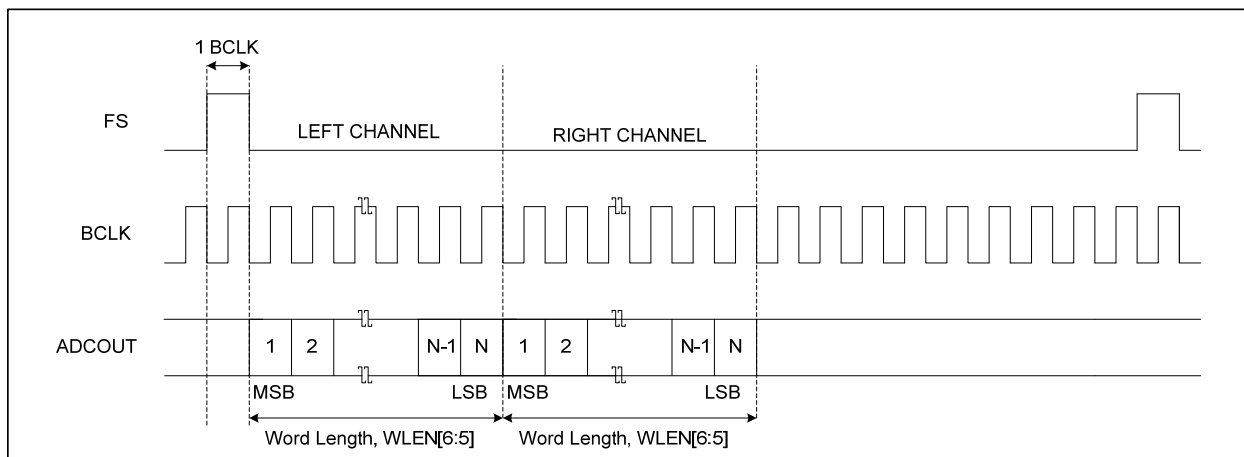 1 BCLK
FS
LEFT CHANNEL
RIGHT CHANNEL
BCLK
ADCOUT
1 2 N-1 N 1 2 N-1 N
MSB LSB MSB LSB
Word Length, WLEN[6:5] Word Length, WLEN[6:5]